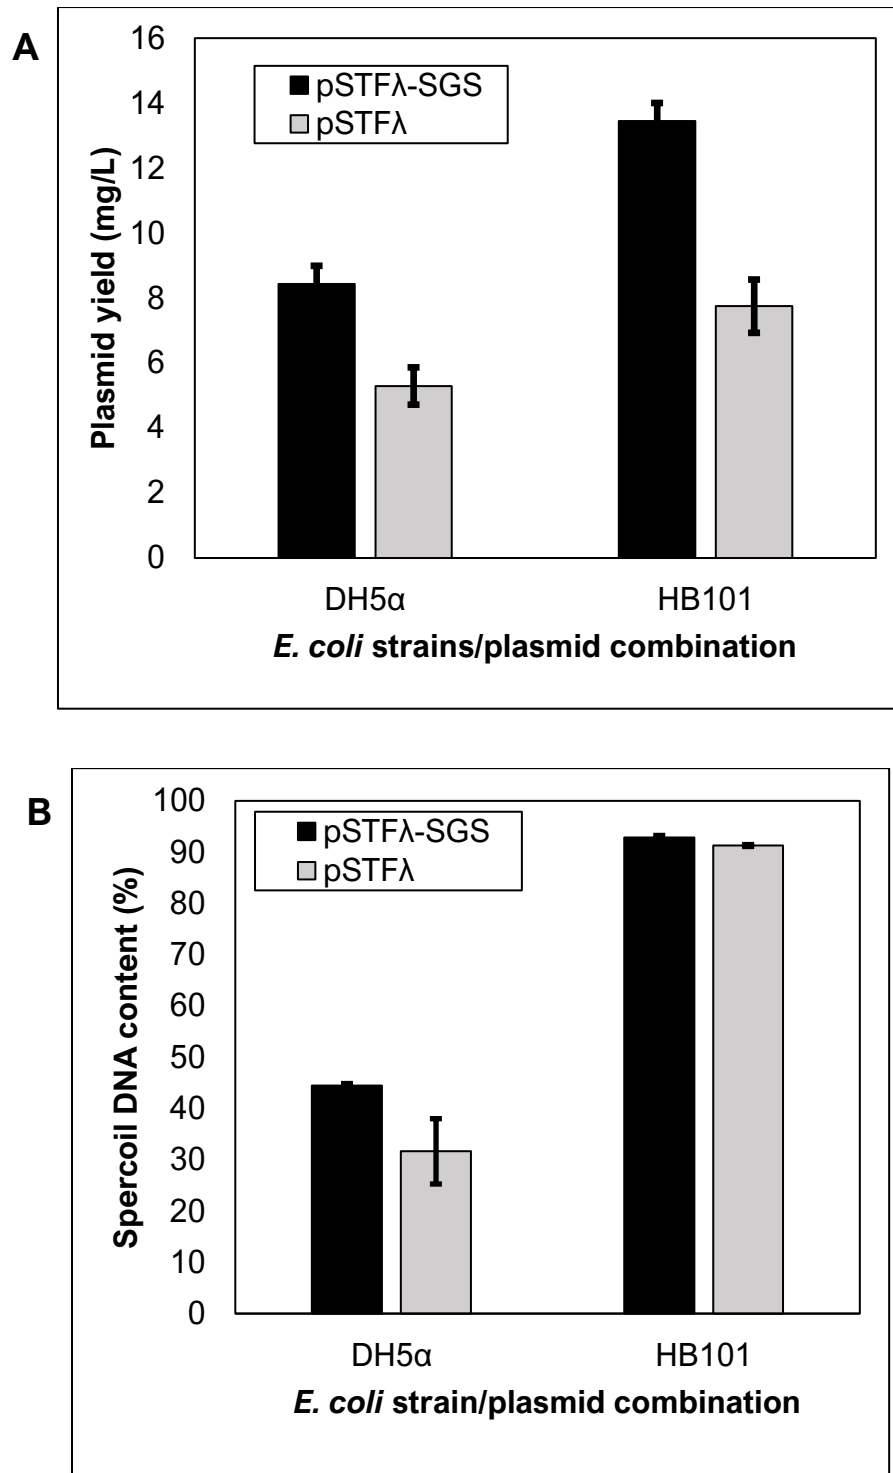 A
16
14
12
10
8
6
4
2
0
Plasmid yield (mg/L)
pSTFλ-SGS
pSTFλ
DH5α HB101
E. coli strains/plasmid combination
B
100
90
80
70
60
50
40
30
20
10
0
Spercoil DNA content (%)
pSTFλ-SGS
pSTFλ
DH5α HB101
E. coli strain/plasmid combination